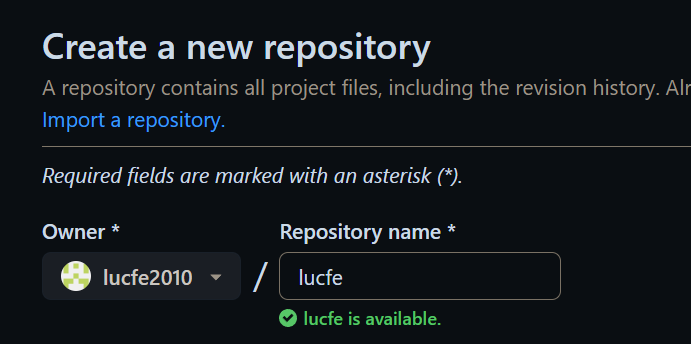 Create a new repository
A repository contains all project files, including the revision history.
Import a repository.
Required fields are marked with an asterisk (*).
Owner *
Repository name *
lucfe2010
/
lucfe
lucfe is available.